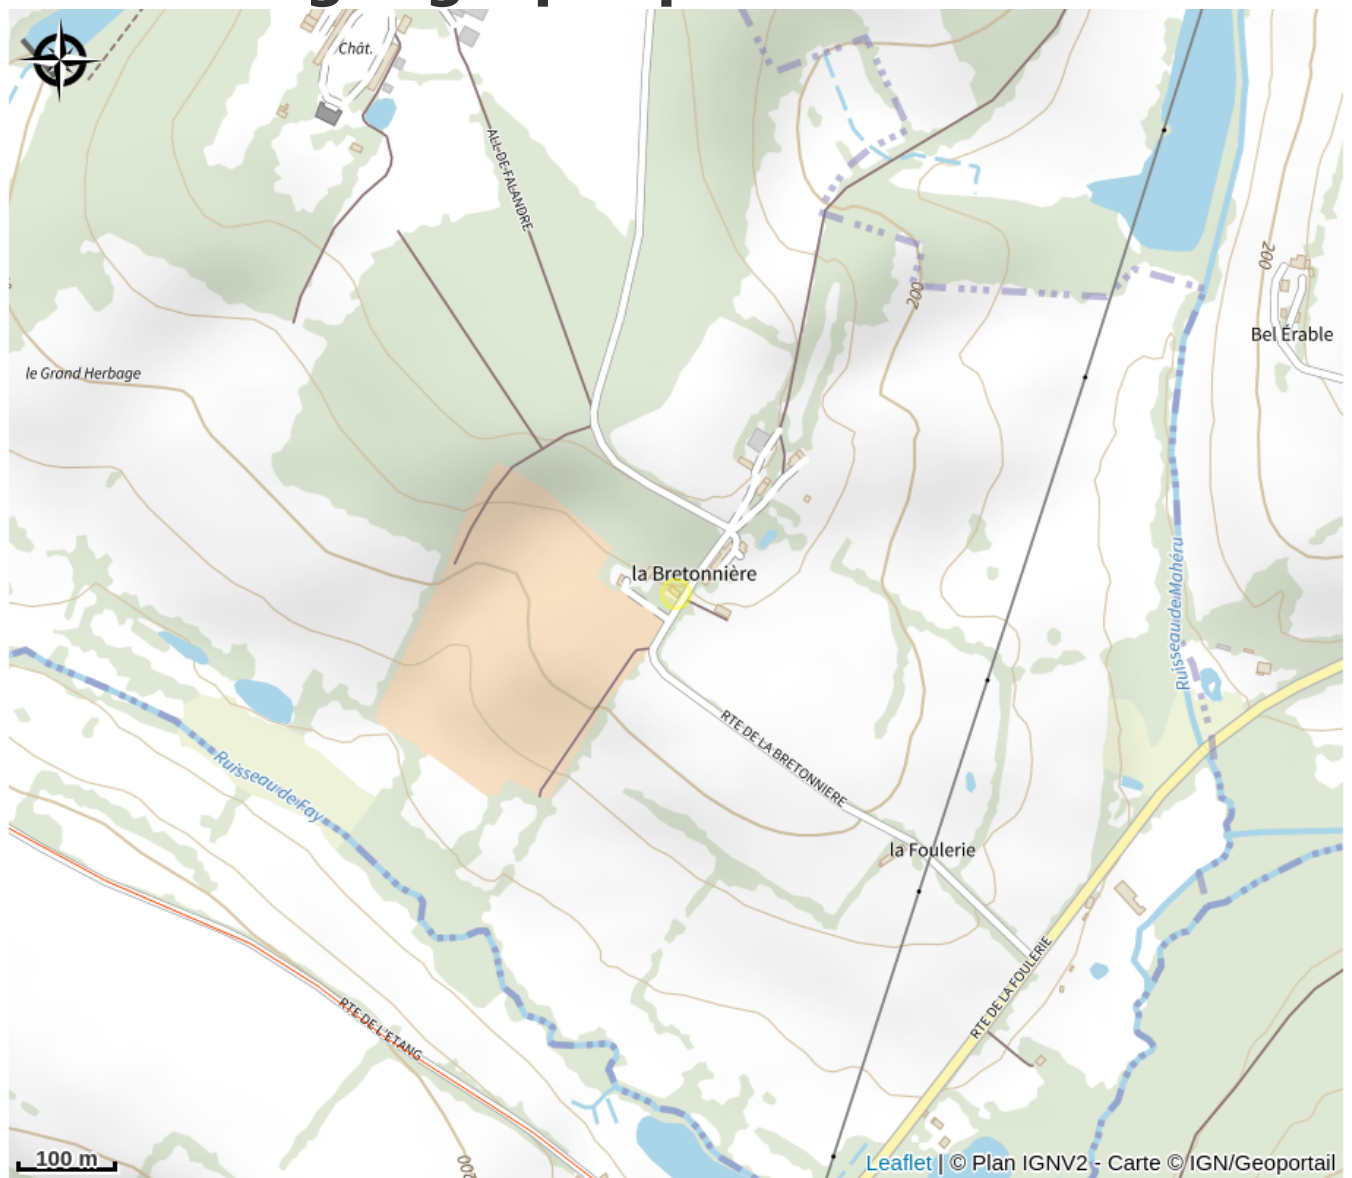 Chât.
ALL-DE-FALANDRE
200
200
Bel Érable
le Grand Herbage
la Bretonnière
Ruisseau de Mahéru
RTE DE LA BRETONNIERE
Ruisseau de Fay
la Foulerie
RTE DE LA FOULERIE
RTE DE L'ETANG
200
100 m
Leaflet | © Plan IGNV2 - Carte © IGN/Geoportail